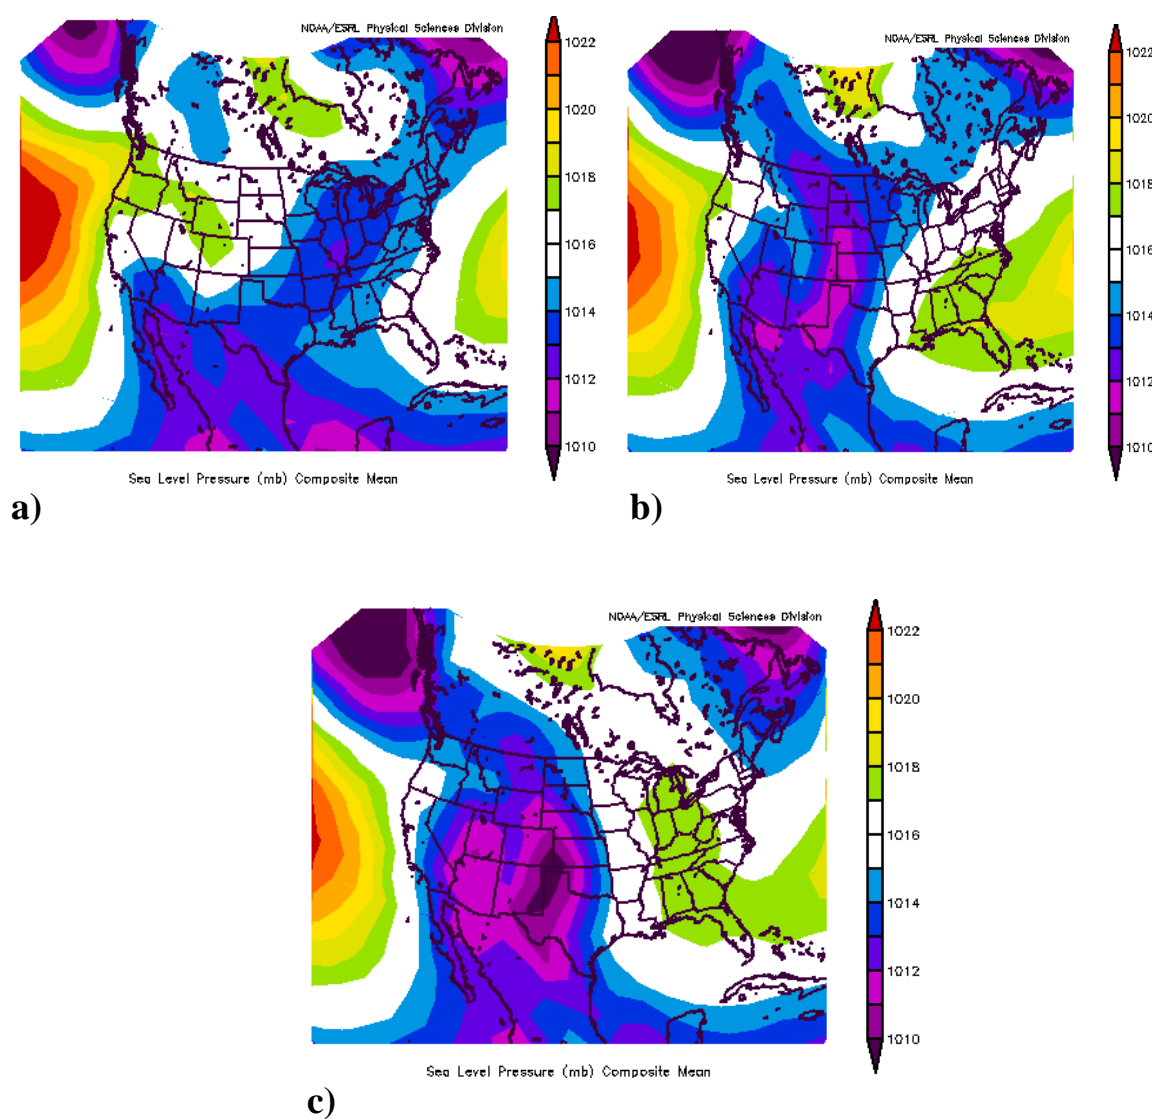 NOAA/ESRL Physical Sciences Division
1022
1020
1018
1016
1014
1012
1010
Sea Level Pressure (mb) Composite Mean
a)
NOAA/ESRL Physical Sciences Division
1022
1020
1018
1016
1014
1012
1010
Sea Level Pressure (mb) Composite Mean
b)
NOAA/ESRL Physical Sciences Division
1022
1020
1018
1016
1014
1012
1010
Sea Level Pressure (mb) Composite Mean
c)